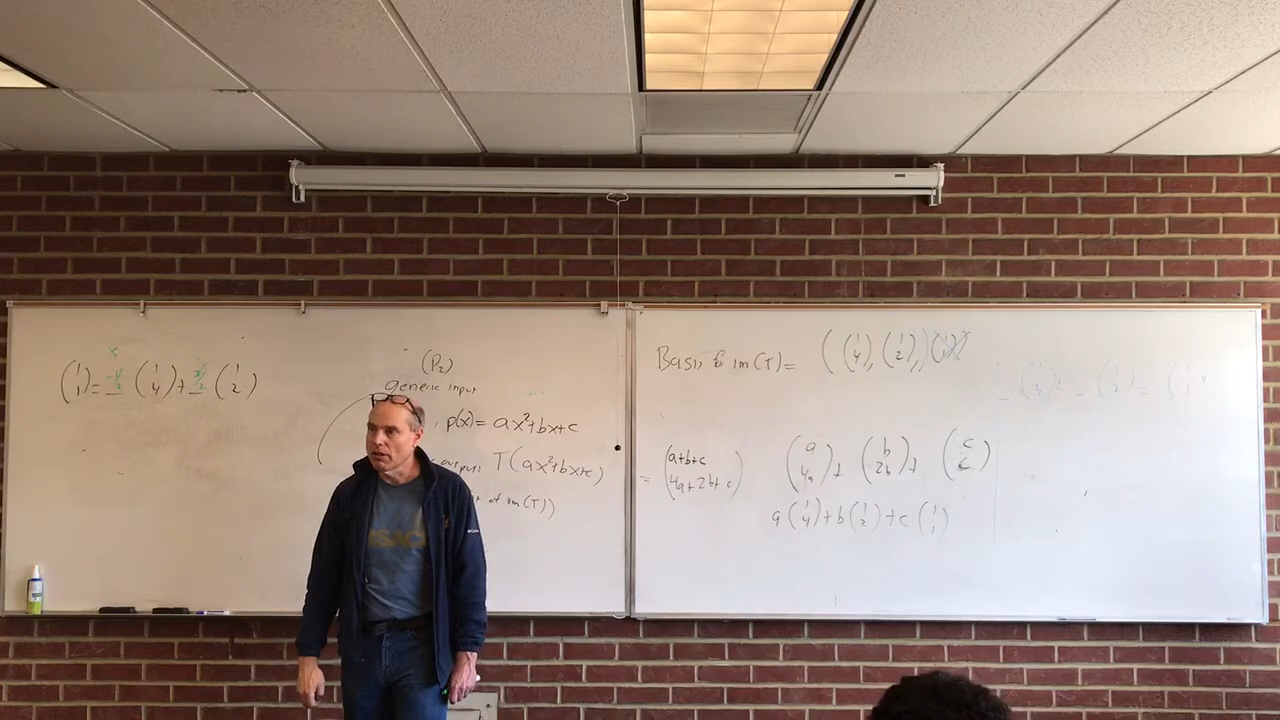 (1 1) = -1/2 (1 4) + 3/2 (1 2)
(P₂)
generic input
p(x) = ax²+bx+c
T(ax²+bx+c)
of im(T))
Basis for im(T) = ( (1 4), (1 2),
= (a+b+c 4a+2b+c) (a 4a) + (b 2b) + (c c)
a (1 4) + b (1 2) + c (1 1)